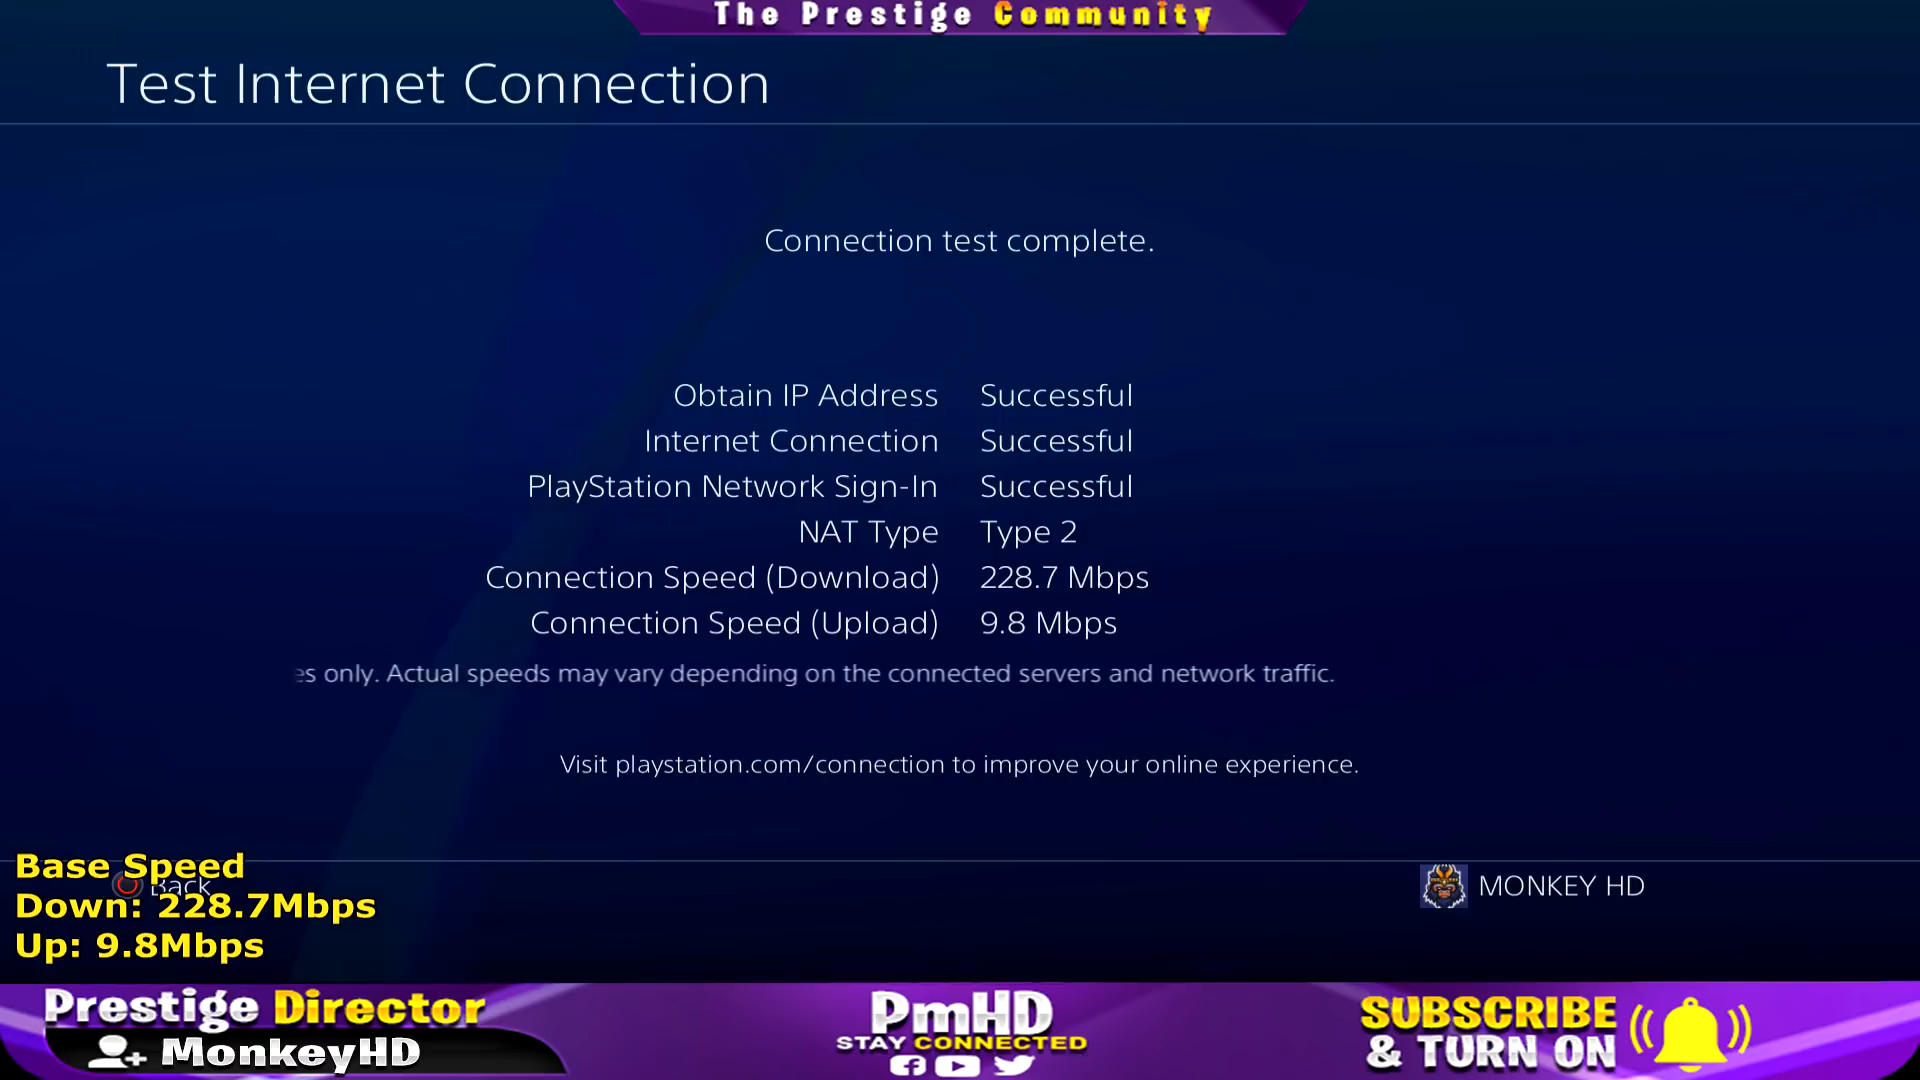 The Prestige Community
Test Internet Connection
Connection test complete.
Obtain IP Address Successful
Internet Connection Successful
PlayStation Network Sign-In Successful
NAT Type Type 2
Connection Speed (Download) 228.7 Mbps
Connection Speed (Upload) 9.8 Mbps
only. Actual speeds may vary depending on the connected servers and network traffic.
Visit playstation.com/connection to improve your online experience.
Base Speed
Back
Down: 228.7Mbps
Up: 9.8Mbps
MONKEY HD
Prestige Director
MonkeyHD
PmHD
STAY CONNECTED
SUBSCRIBE
& TURN ON